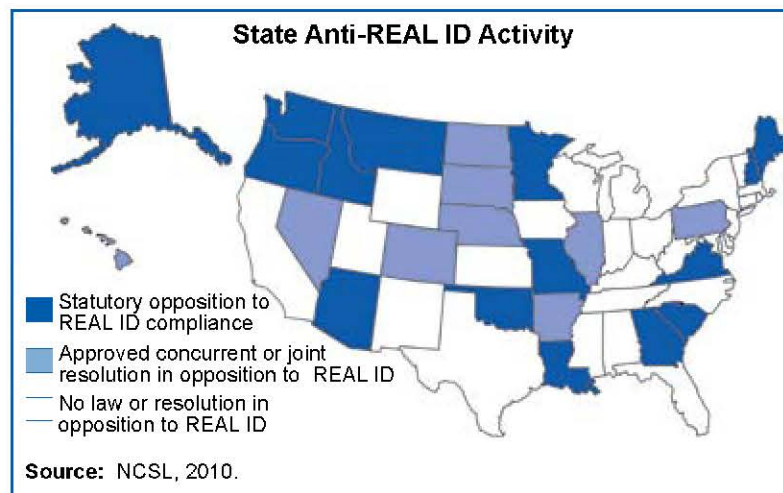 State Anti-REAL ID Activity
Statutory opposition to
REAL ID compliance
Approved concurrent or joint
resolution in opposition to REAL ID
No law or resolution in
opposition to REAL ID
Source: NCSL, 2010.